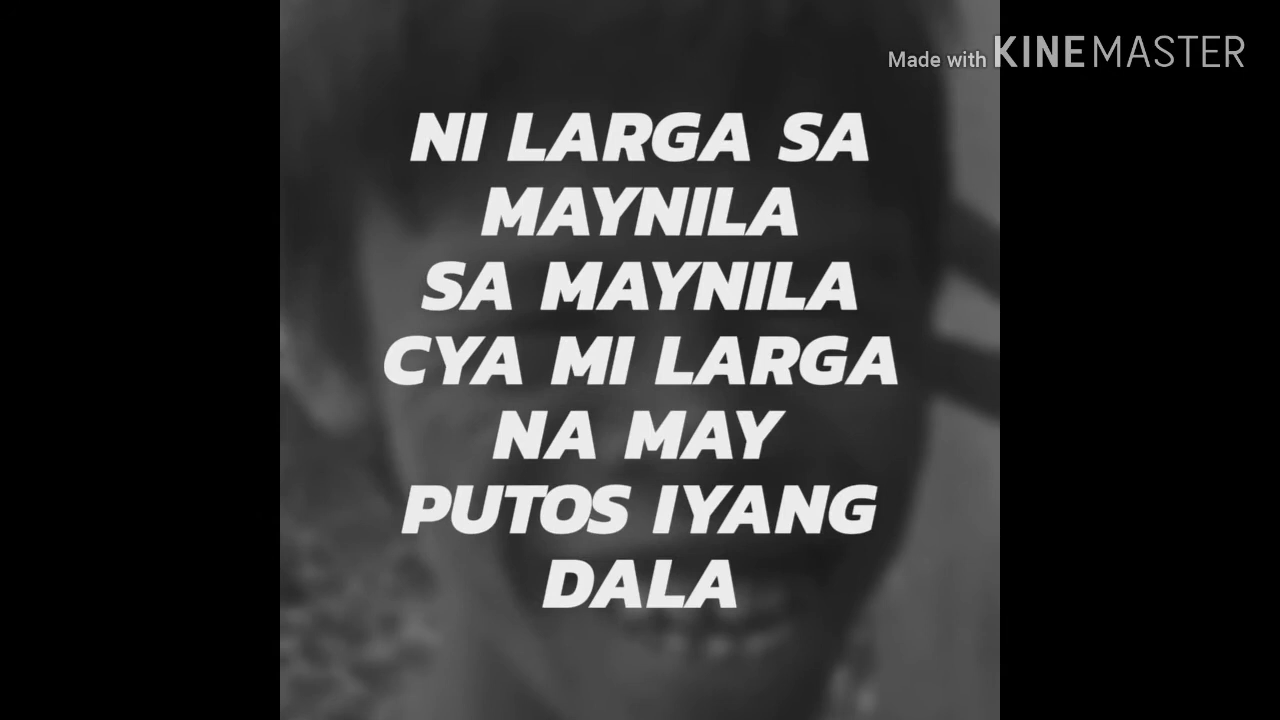 Made with KINEMASTER
NI LARGA SA
MAYNILA
SA MAYNILA
CYA MI LARGA
NA MAY
PUTOS IYANG
DALA